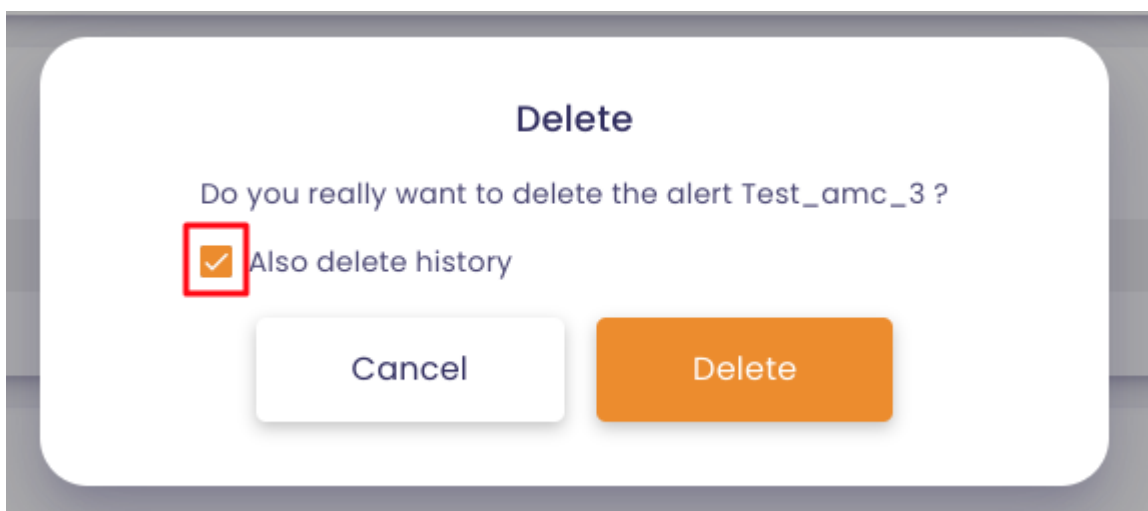 Delete
Do you really want to delete the alert Test_amc_3 ?
Also delete history
Cancel
Delete